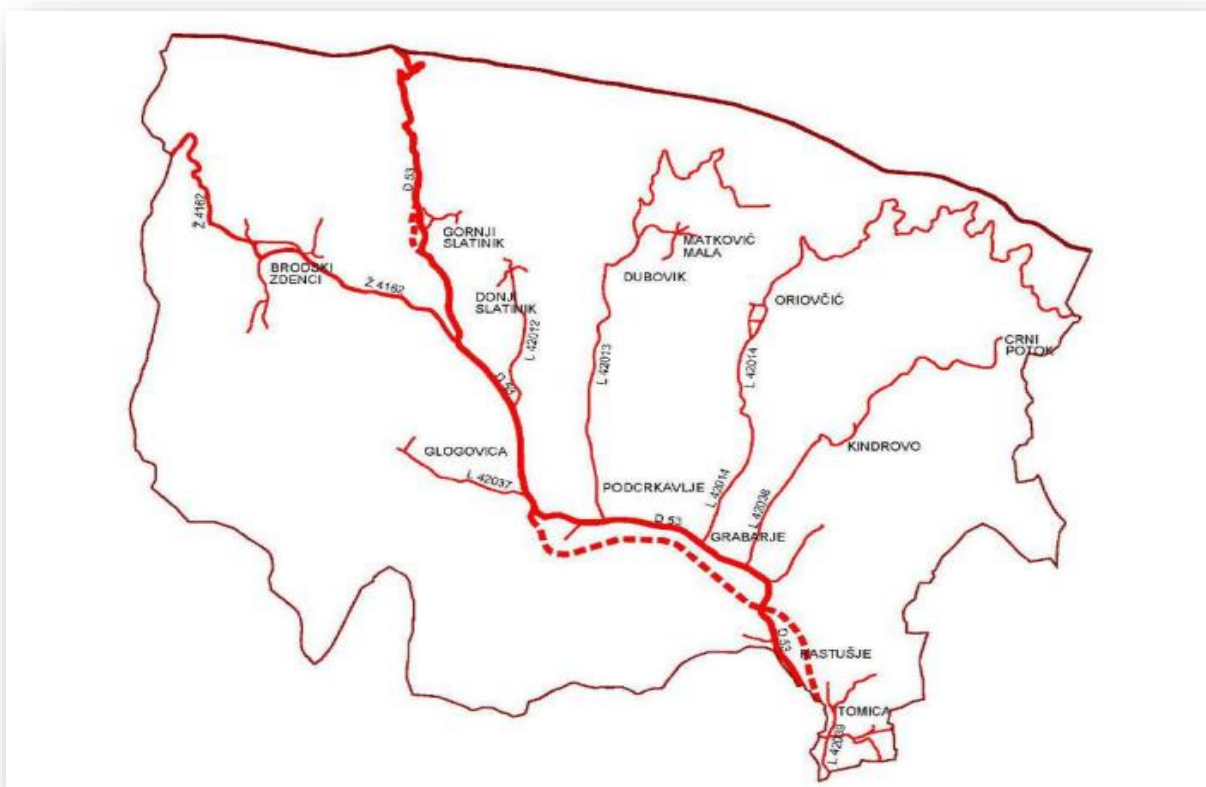 D 53
Ž 4162
GORNJI
SLATINIK
MATKOVIĆ
MALA
BRODSKI
ZDENCI
DUBOVIK
Ž 4162
DONJI
SLATINIK
ORIOVČIĆ
L 42012
L 42013
L 42014
CRNI
POTOK
D 53
KINDROVO
GLOGOVICA
L 42037
PODCRKAVLJE
L 42014
L 42038
D 53
GRABARJE
D 53
RASTUŠJE
TOMICA
L 42039